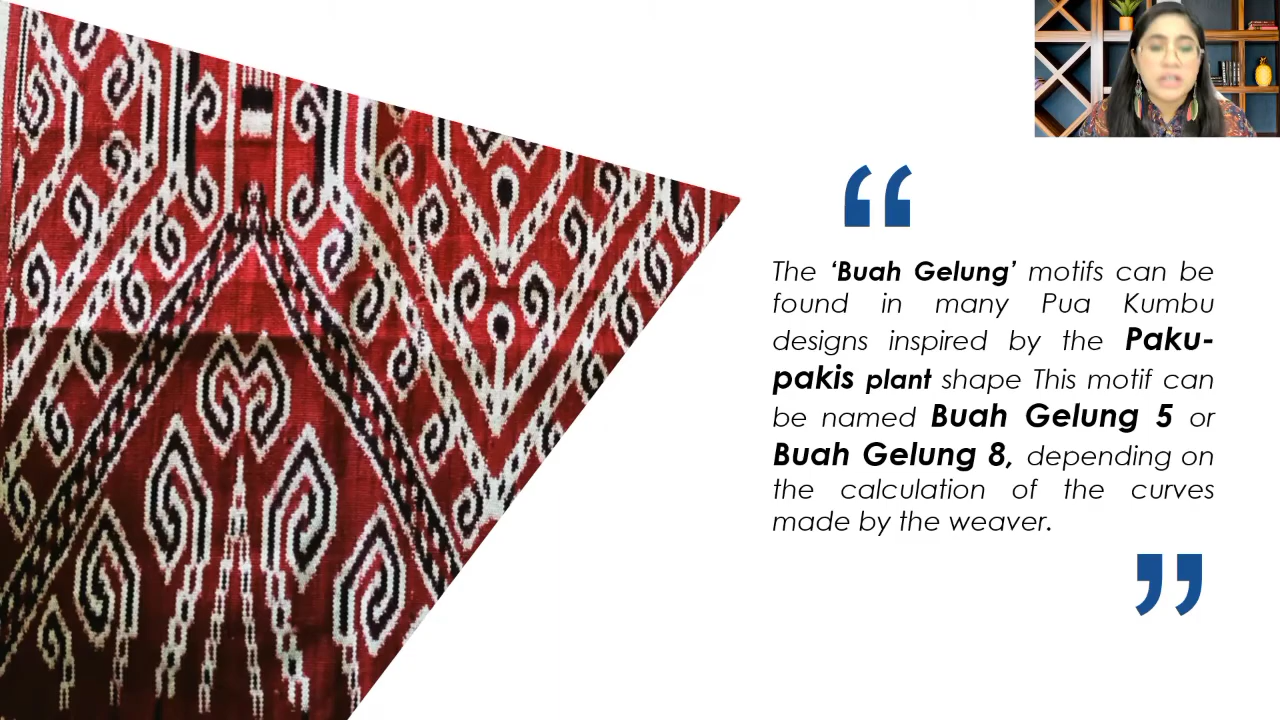 “
The ‘Buah Gelung’ motifs can be
found in many Pua Kumbu
designs inspired by the Paku-
pakis plant shape This motif can
be named Buah Gelung 5 or
Buah Gelung 8, depending on
the calculation of the curves
made by the weaver.
”